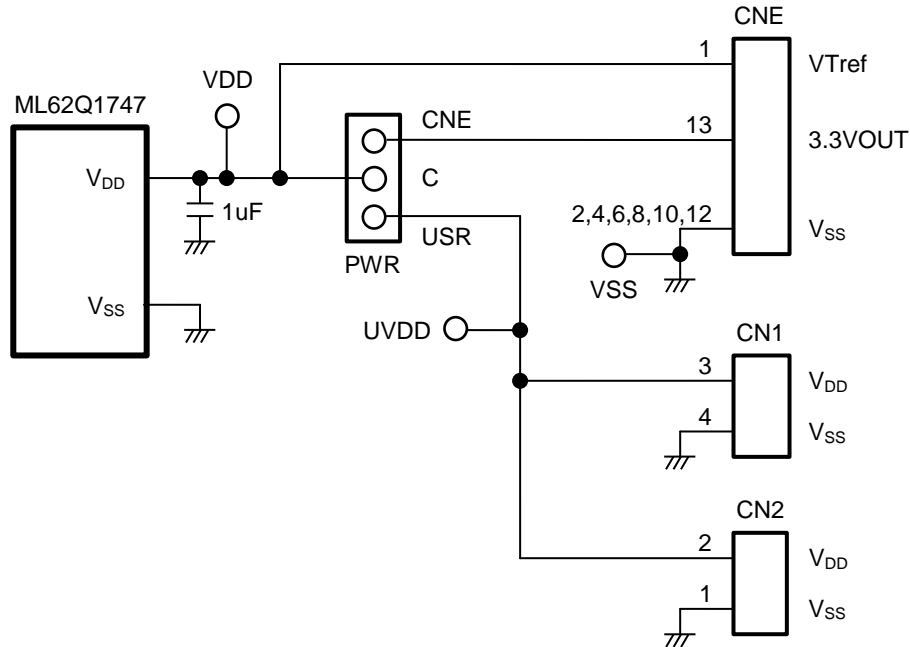 CNE
1
VTref
VDD
ML62Q1747
CNE
13
3.3VOUT
VDD
C
1uF
2,4,6,8,10,12
VSS
USR
PWR
VSS
VSS
UVDD
CN1
3
VDD
4
VSS
CN2
2
VDD
1
VSS